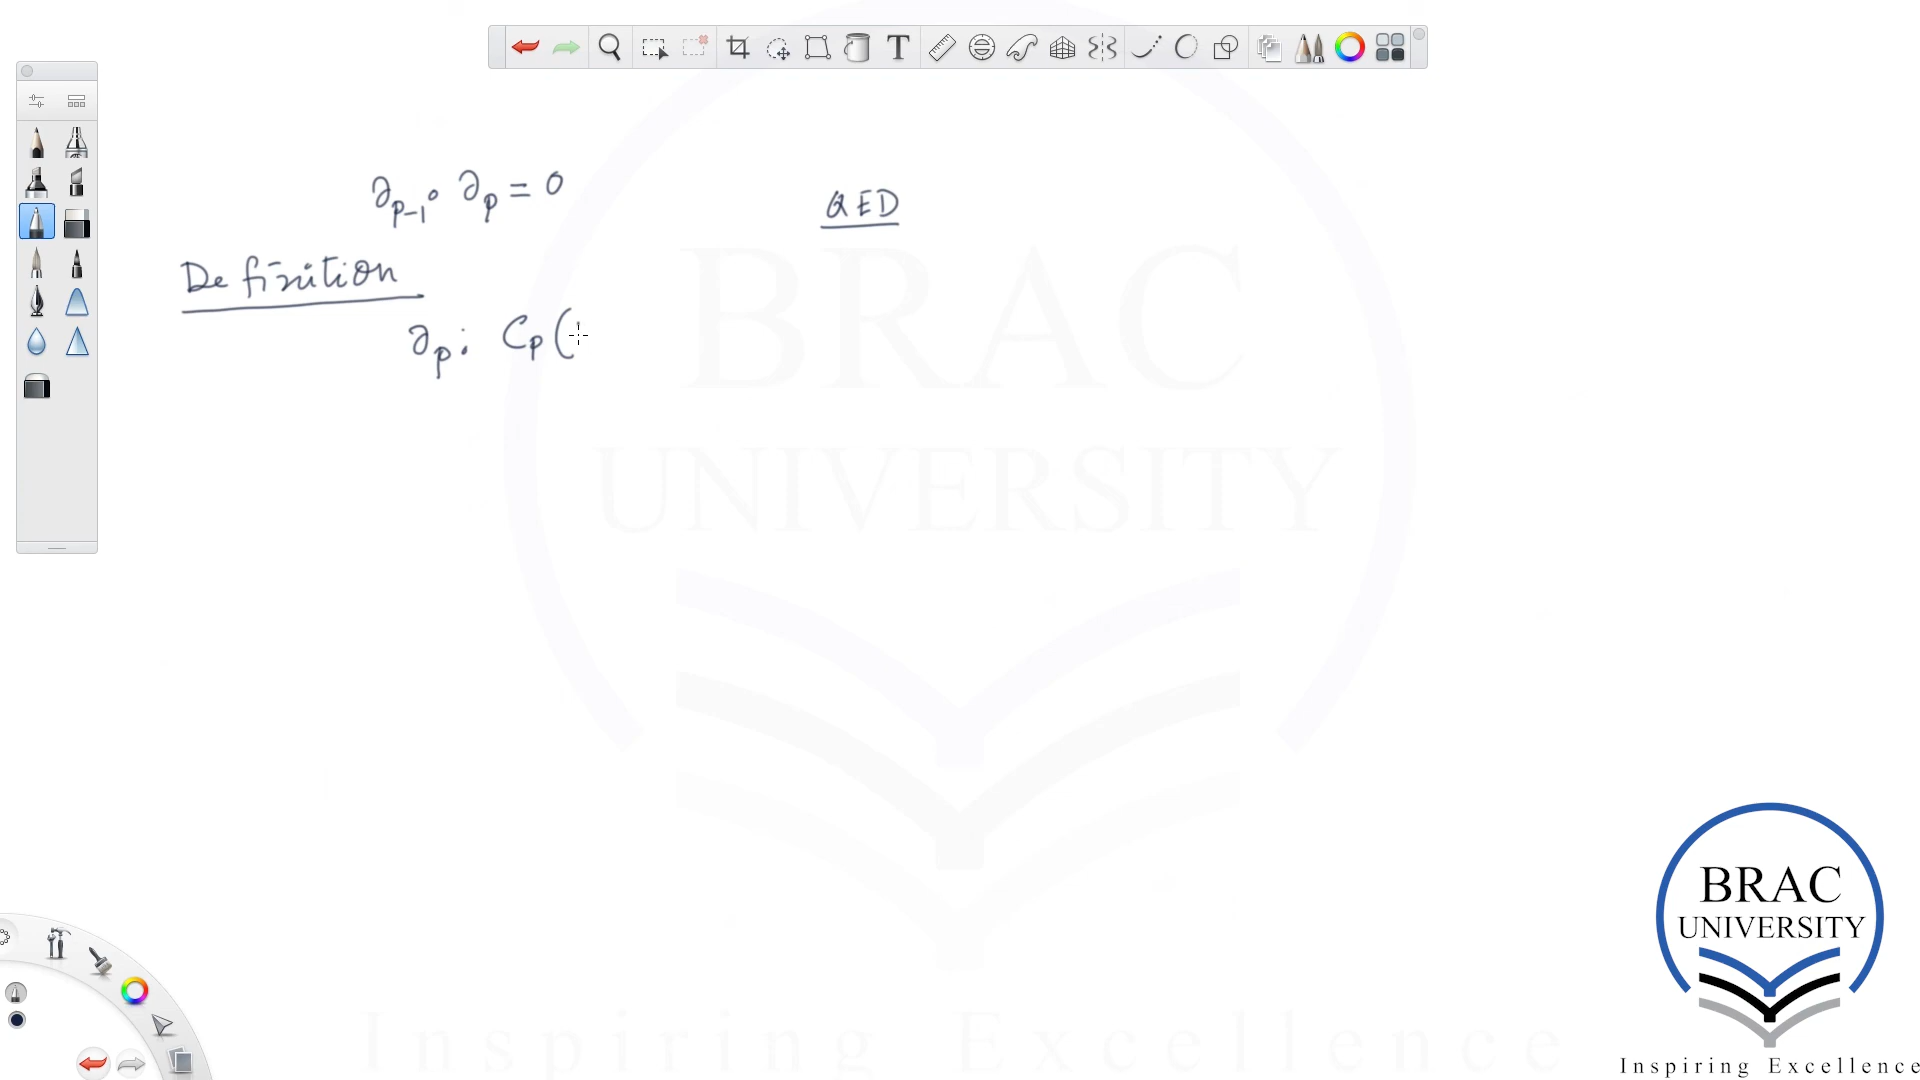 ∂_{p-1} ∘ ∂_p = 0
QED
Definition
∂_p : C_p (
BRAC
UNIVERSITY
Inspiring Excellence
BRAC
UNIVERSITY
Inspiring Excellence